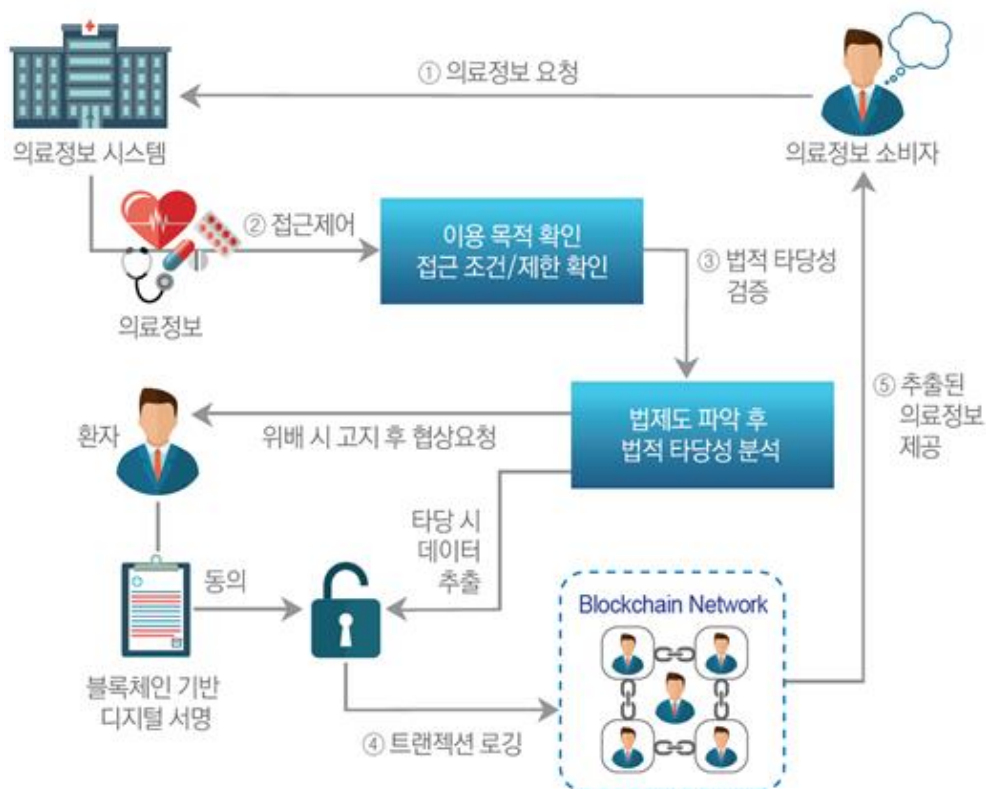 ① 의료정보 요청
의료정보 시스템
의료정보 소비자
② 접근제어
의료정보
이용 목적 확인
접근 조건/제한 확인
③ 법적 타당성
검증
환자
위배 시 고지 후 협상요청
법제도 파악 후
법적 타당성 분석
⑤ 추출된
의료정보
제공
타당 시
데이터
추출
동의
블록체인 기반
디지털 서명
④ 트랜젝션 로깅
Blockchain Network